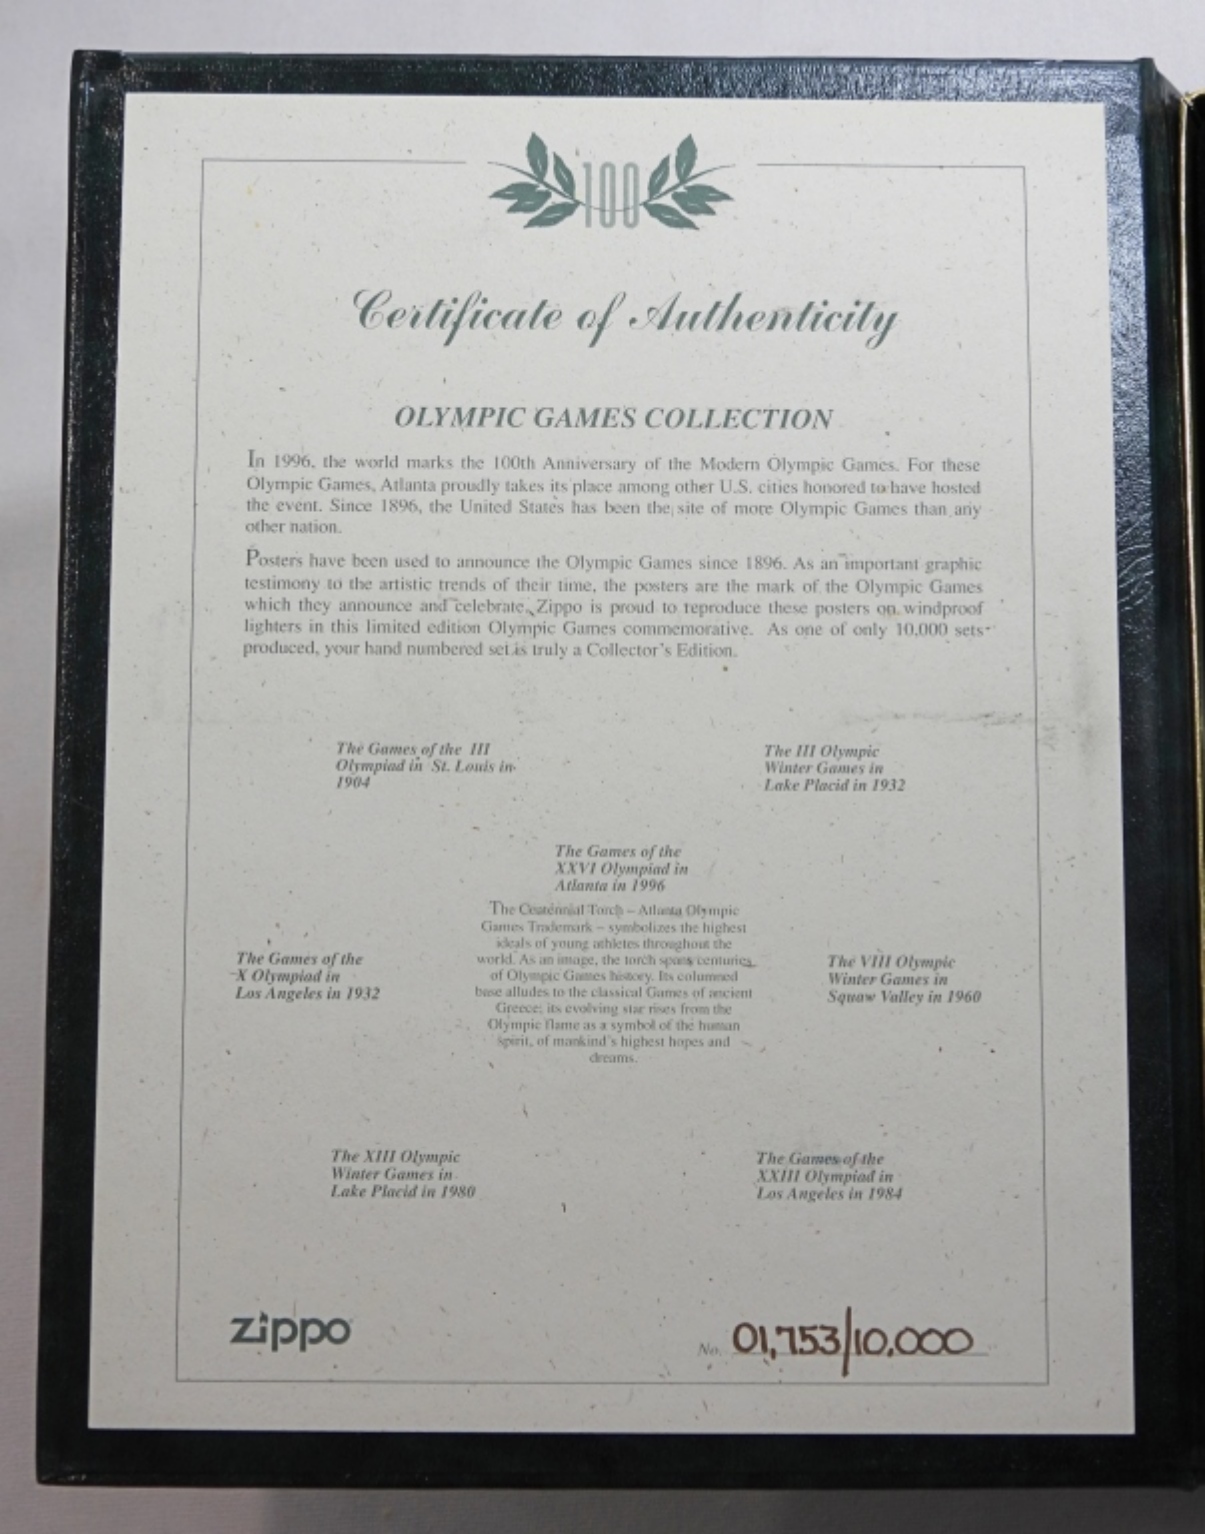 100
Certificate of Authenticity
OLYMPIC GAMES COLLECTION
In 1996, the world marks the 100th Anniversary of the Modern Olympic Games. For these
Olympic Games, Atlanta proudly takes its place among other U.S. cities honored to have hosted
the event. Since 1896, the United States has been the site of more Olympic Games than any
other nation.
Posters have been used to announce the Olympic Games since 1896. As an important graphic
testimony to the artistic trends of their time, the posters are the mark of the Olympic Games
which they announce and celebrate. Zippo is proud to reproduce these posters on windproof
lighters in this limited edition Olympic Games commemorative. As one of only 10,000 sets
produced, your hand numbered set is truly a Collector's Edition.
The Games of the III
Olympiad in St. Louis in
1904
The III Olympic
Winter Games in
Lake Placid in 1932
The Games of the
XXVI Olympiad in
Atlanta in 1996
The Centennial Torch – Atlanta Olympic
Games Trademark – symbolizes the highest
ideals of young athletes throughout the
world. As an image, the torch spans centuries
of Olympic Games history. Its columned
base alludes to the classical Games of ancient
Greece; its evolving star rises from the
Olympic flame as a symbol of the human
spirit, of mankind's highest hopes and
dreams.
The Games of the
X Olympiad in
Los Angeles in 1932
The VIII Olympic
Winter Games in
Squaw Valley in 1960
The XIII Olympic
Winter Games in
Lake Placid in 1980
The Games of the
XXIII Olympiad in
Los Angeles in 1984
zippo
No. 01,753/10,000